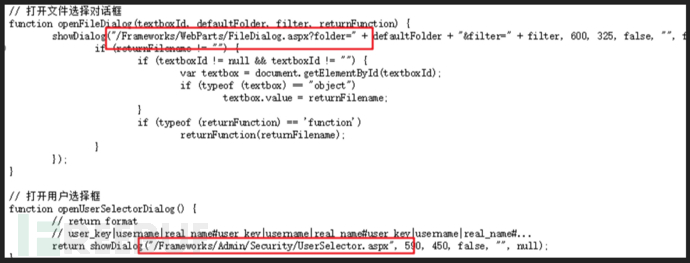 // 打开文件选择对话框
function openFileDialog(textboxId, defaultFolder, filter, returnFunction) {
showDialog("/Frameworks/WebParts/FileDialog.aspx?folder=" + defaultFolder + "&filter=" + filter, 600, 325, false, "", f
if (returnFilename != "") {
if (textboxId != null && textboxId != "") {
var textbox = document.getElementById(textboxId);
if (typeof (textbox) == "object")
textbox.value = returnFilename;
}
if (typeof (returnFunction) == 'function')
returnFunction(returnFilename);
}
});
}
// 打开用户选择框
function openUserSelectorDialog() {
// return format
// user_key|username|real_name#user_key|username|real_name#user_key|username|real_name#...
return showDialog("/Frameworks/Admin/Security/UserSelector.aspx", 590, 450, false, "", null);
}